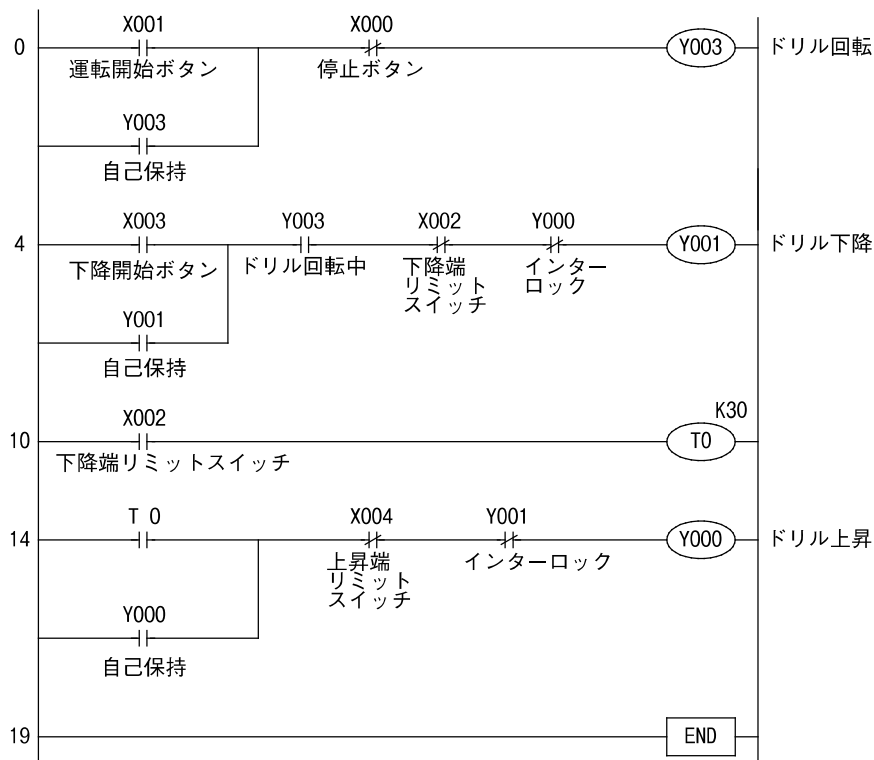 X001 X000
0 Y003 ドリル回転
運転開始ボタン 停止ボタン
Y003
自己保持
X003 Y003 X002 Y000
4 Y001 ドリル下降
下降開始ボタン ドリル回転中 下降端 インター
リミット ロック
スイッチ
Y001
自己保持
X002 K30
10 T0
下降端リミットスイッチ
T 0 X004 Y001
14 Y000 ドリル上昇
上昇端 インターロック
リミット
スイッチ
Y000
自己保持
19 END